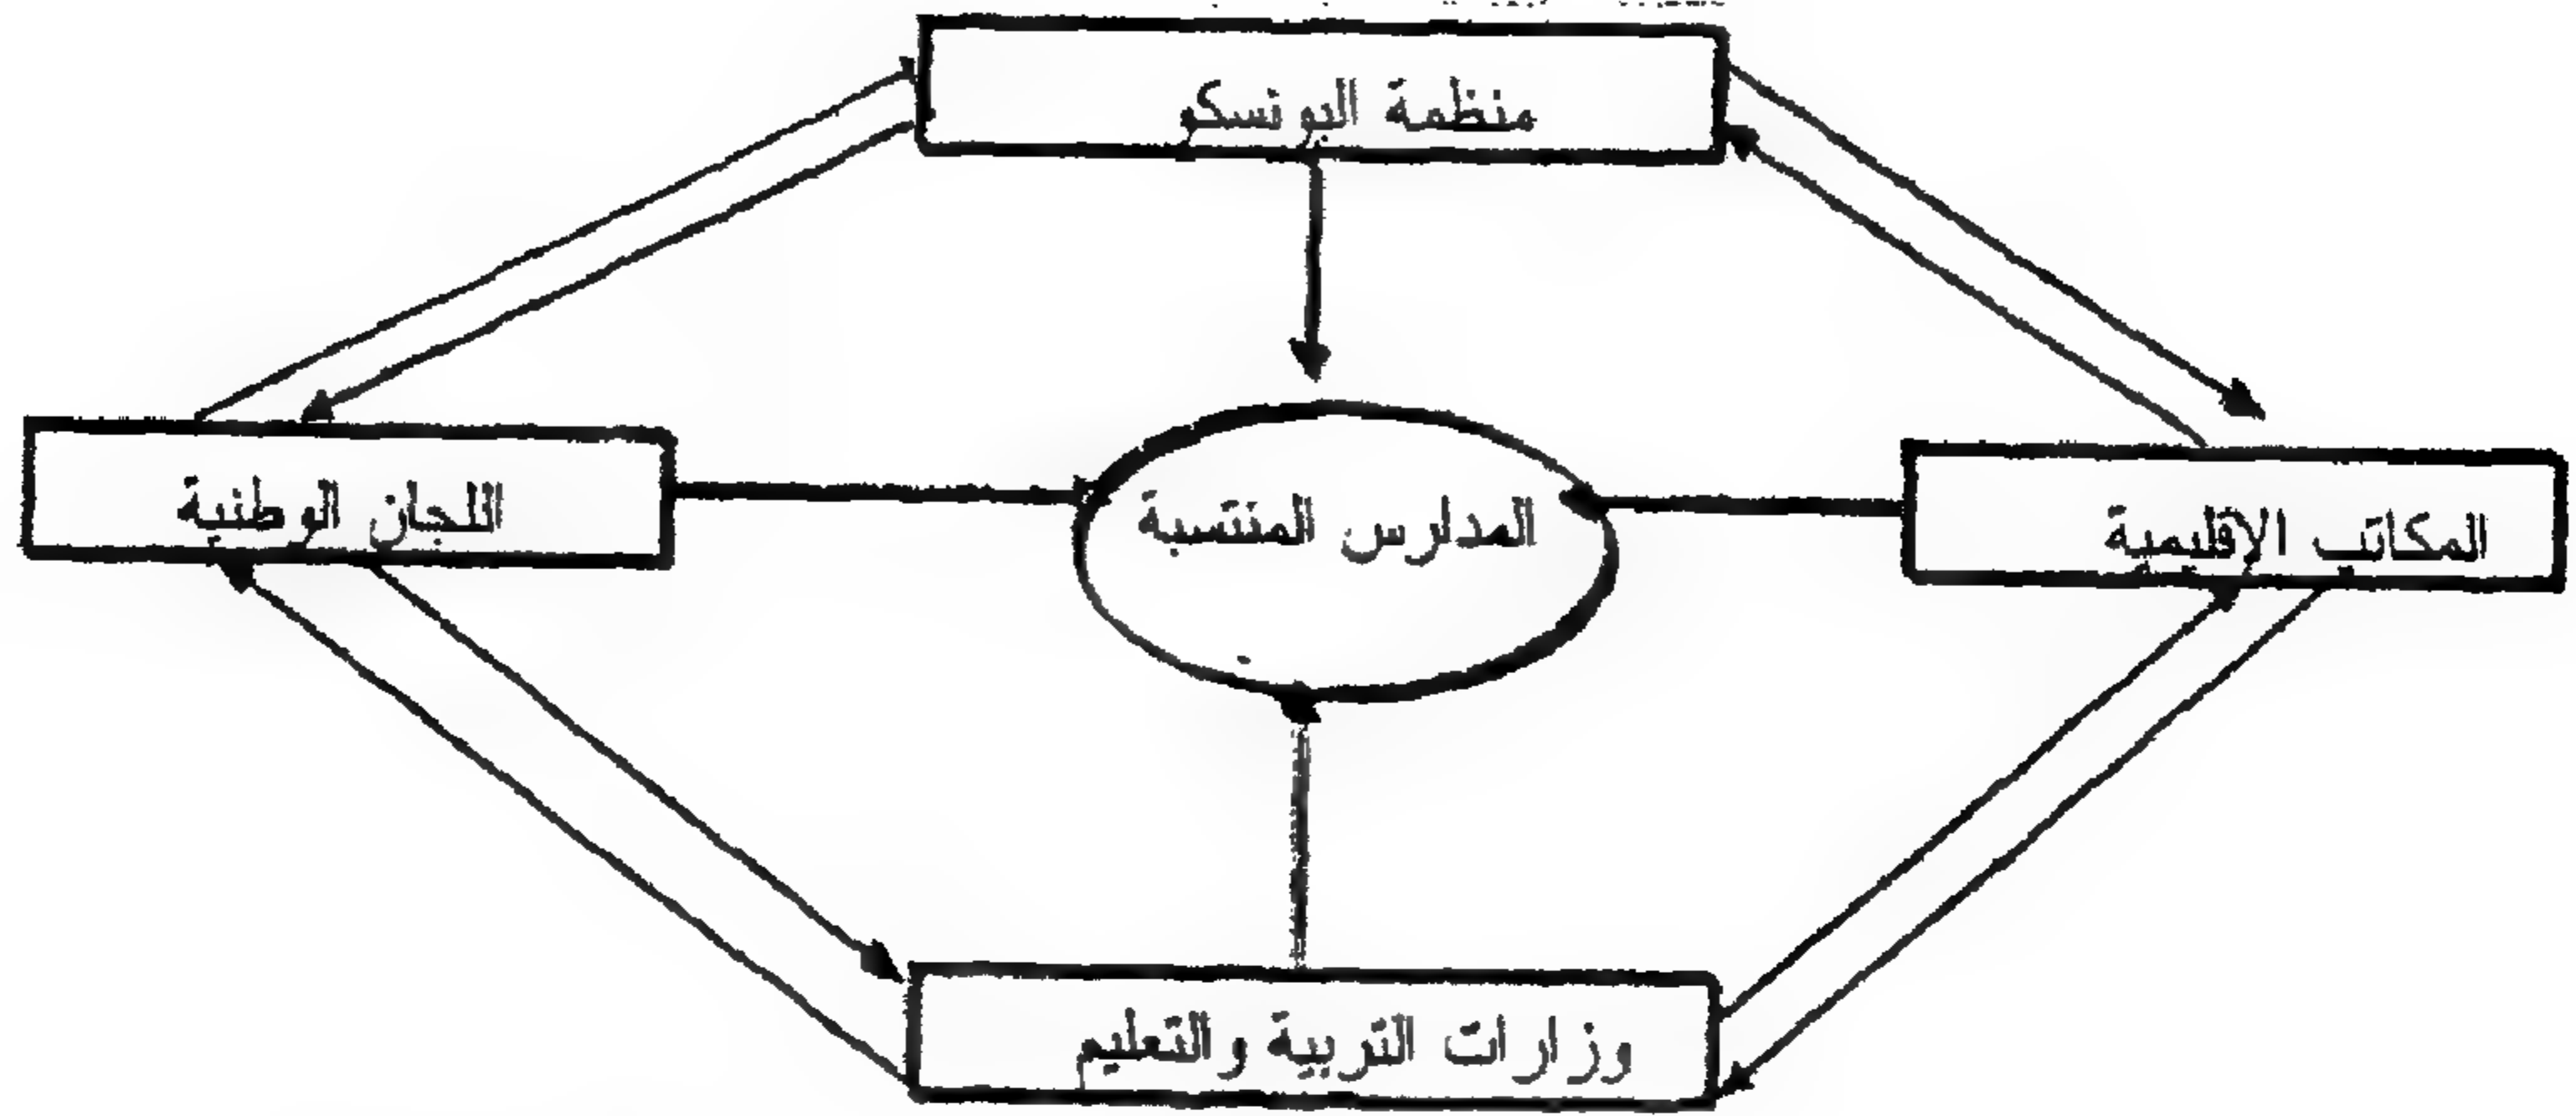 منظمة اليونسكو
المكاتب الإقليمية
المدارس المنتسبة
اللجان الوطنية
وزارات التربية والتعليم